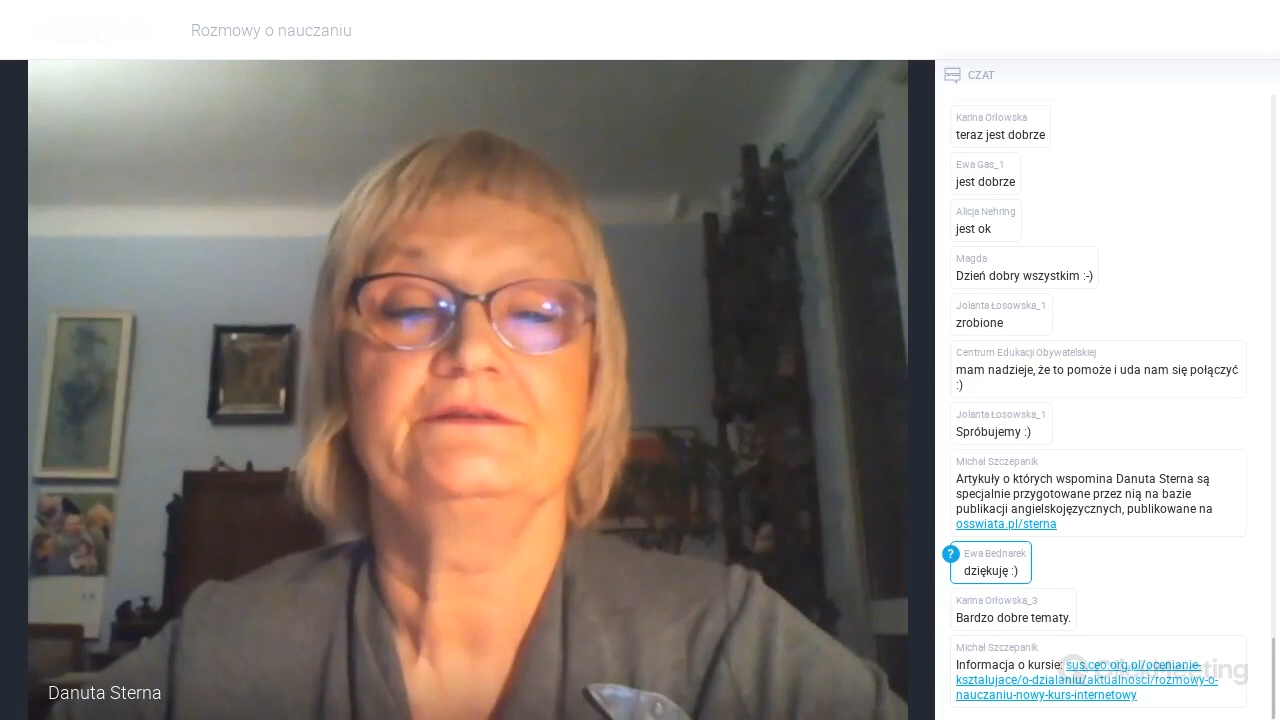 Rozmowy o nauczaniu
CZAT
Karina Orłowska
teraz jest dobrze
Ewa Gas_1
jest dobrze
Alicja Nehring
jest ok
Magda
Dzień dobry wszystkim :-)
Jolanta Łosowska_1
zrobione
Centrum Edukacji Obywatelskiej
mam nadzieje, że to pomoże i uda nam się połączyć
:)
Jolanta Łosowska_1
Spróbujemy :)
Michał Szczepanik
Artykuły o których wspomina Danuta Sterna są
specjalnie przygotowane przez nią na bazie
publikacji angielskojęzycznych, publikowane na
osswiata.pl/sterna
?
Ewa Bednarek
dziękuję :)
Karina Orłowska_3
Bardzo dobre tematy.
Michał Szczepanik
Informacja o kursie: sus.ceo.org.pl/ocenianie-
ksztalujace/o-dzialaniu/aktualnosci/rozmowy-o-
nauczaniu-nowy-kurs-internetowy
Danuta Sterna